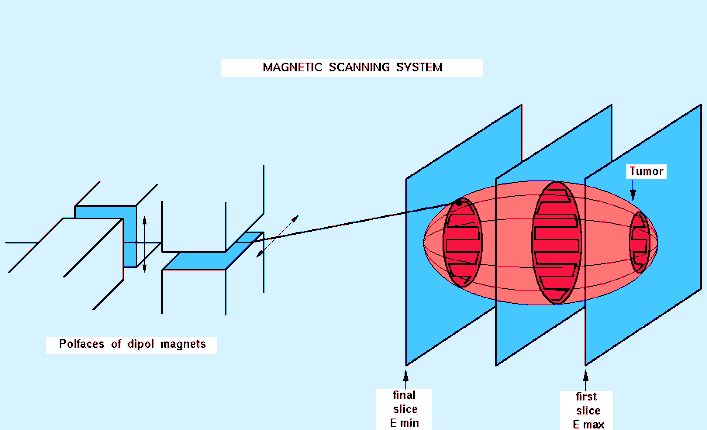 MAGNETIC SCANNING SYSTEM
Tumor
Polfaces of dipol magnets
final
slice
E min
first
slice
E max